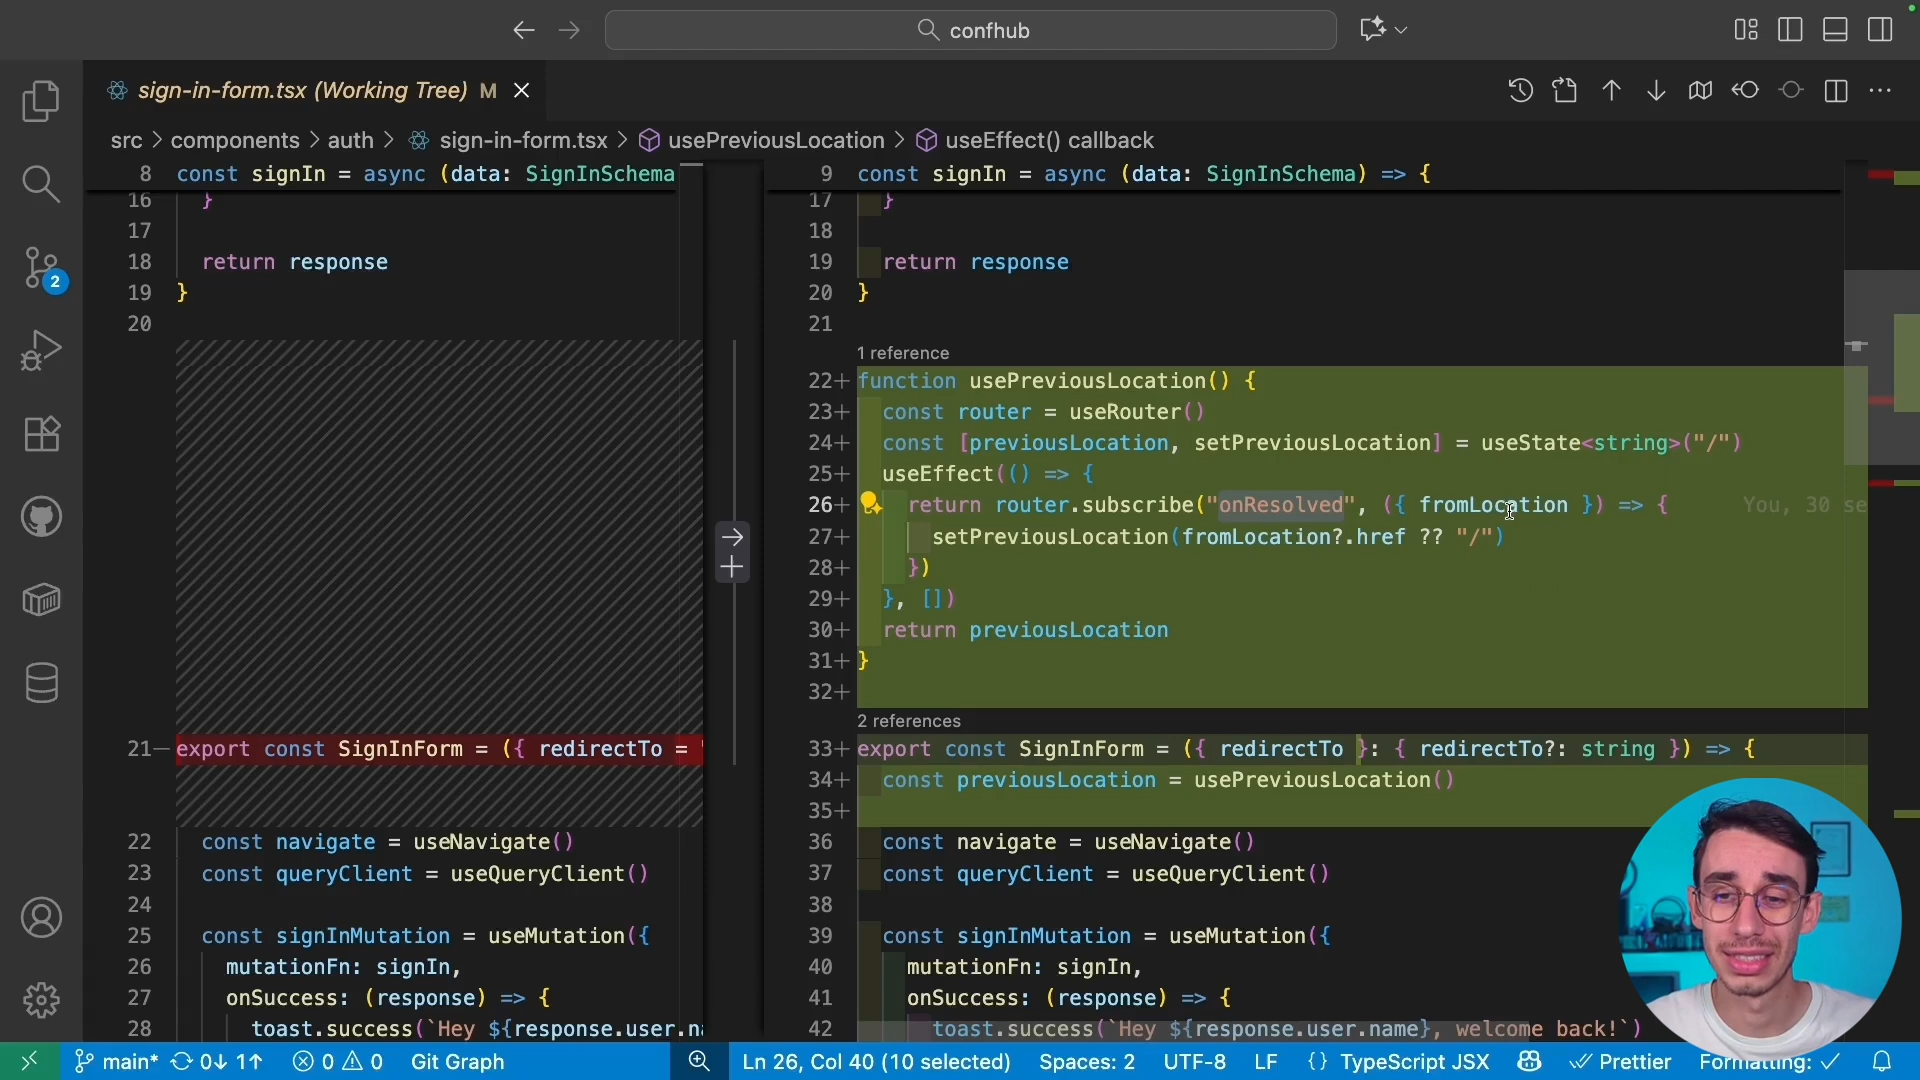 confhub
sign-in-form.tsx (Working Tree) M
src > components > auth > sign-in-form.tsx > usePreviousLocation > useEffect() callback
8 const signIn = async (data: SignInSchema
16 }
17
18 return response
19 }
20
21— export const SignInForm = ({ redirectTo = "
22 const navigate = useNavigate()
23 const queryClient = useQueryClient()
24
25 const signInMutation = useMutation({
26 mutationFn: signIn,
27 onSuccess: (response) => {
28 toast.success(`Hey ${response.user.na
9 const signIn = async (data: SignInSchema) => {
17 }
18
19 return response
20 }
21
1 reference
22+ function usePreviousLocation() {
23+ const router = useRouter()
24+ const [previousLocation, setPreviousLocation] = useState<string>("/")
25+ useEffect(() => {
26+ return router.subscribe("onResolved", ({ fromLocation }) => { You, 30 se
27+ setPreviousLocation(fromLocation?.href ?? "/")
28+ })
29+ }, [])
30+ return previousLocation
31+ }
32+
2 references
33+ export const SignInForm = ({ redirectTo }: { redirectTo?: string }) => {
34+ const previousLocation = usePreviousLocation()
35+
36 const navigate = useNavigate()
37 const queryClient = useQueryClient()
38
39 const signInMutation = useMutation({
40 mutationFn: signIn,
41 onSuccess: (response) => {
42 toast.success(`Hey ${response.user.name}, welcome back!`)
2
main* 0↓ 1↑ 0 0 Git Graph Ln 26, Col 40 (10 selected) Spaces: 2 UTF-8 LF {} TypeScript JSX Prettier Formatting: ✓